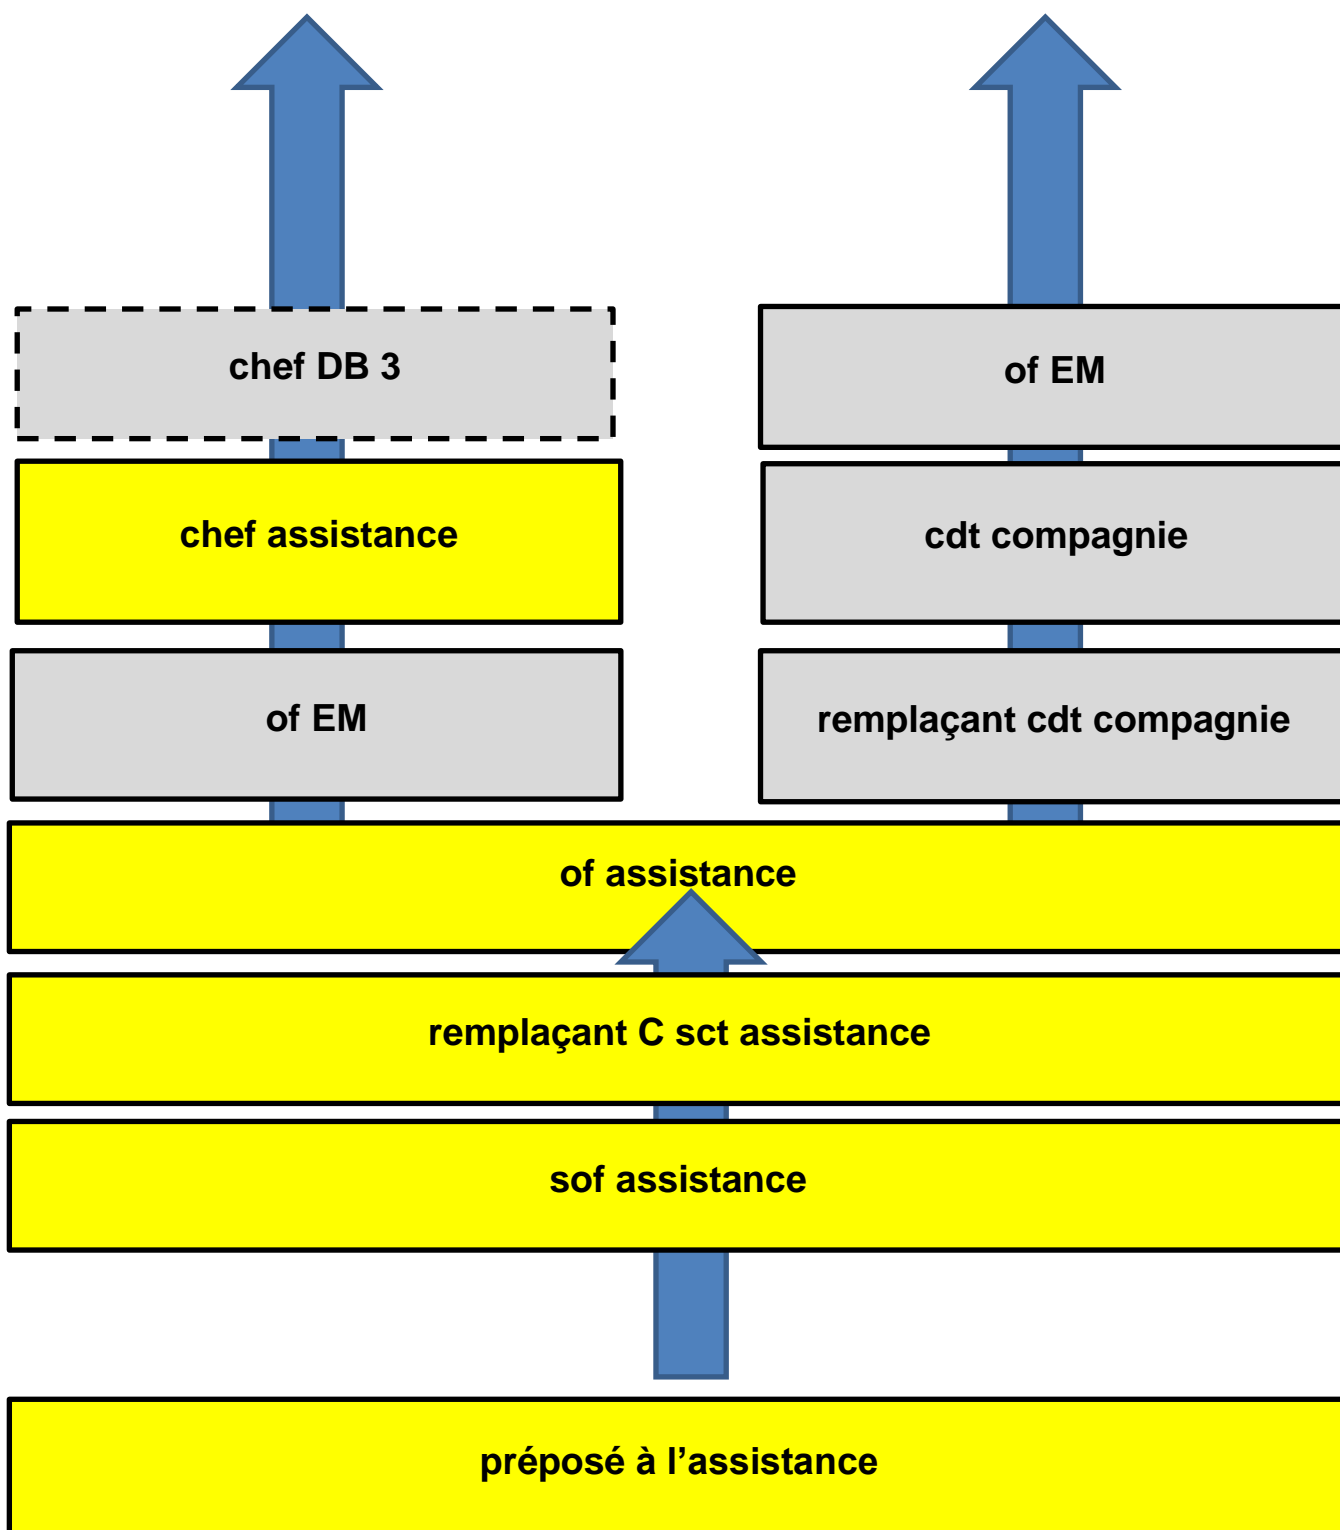 chef DB 3
of EM
chef assistance
cdt compagnie
of EM
remplaçant cdt compagnie
of assistance
remplaçant C sct assistance
sof assistance
préposé à l’assistance